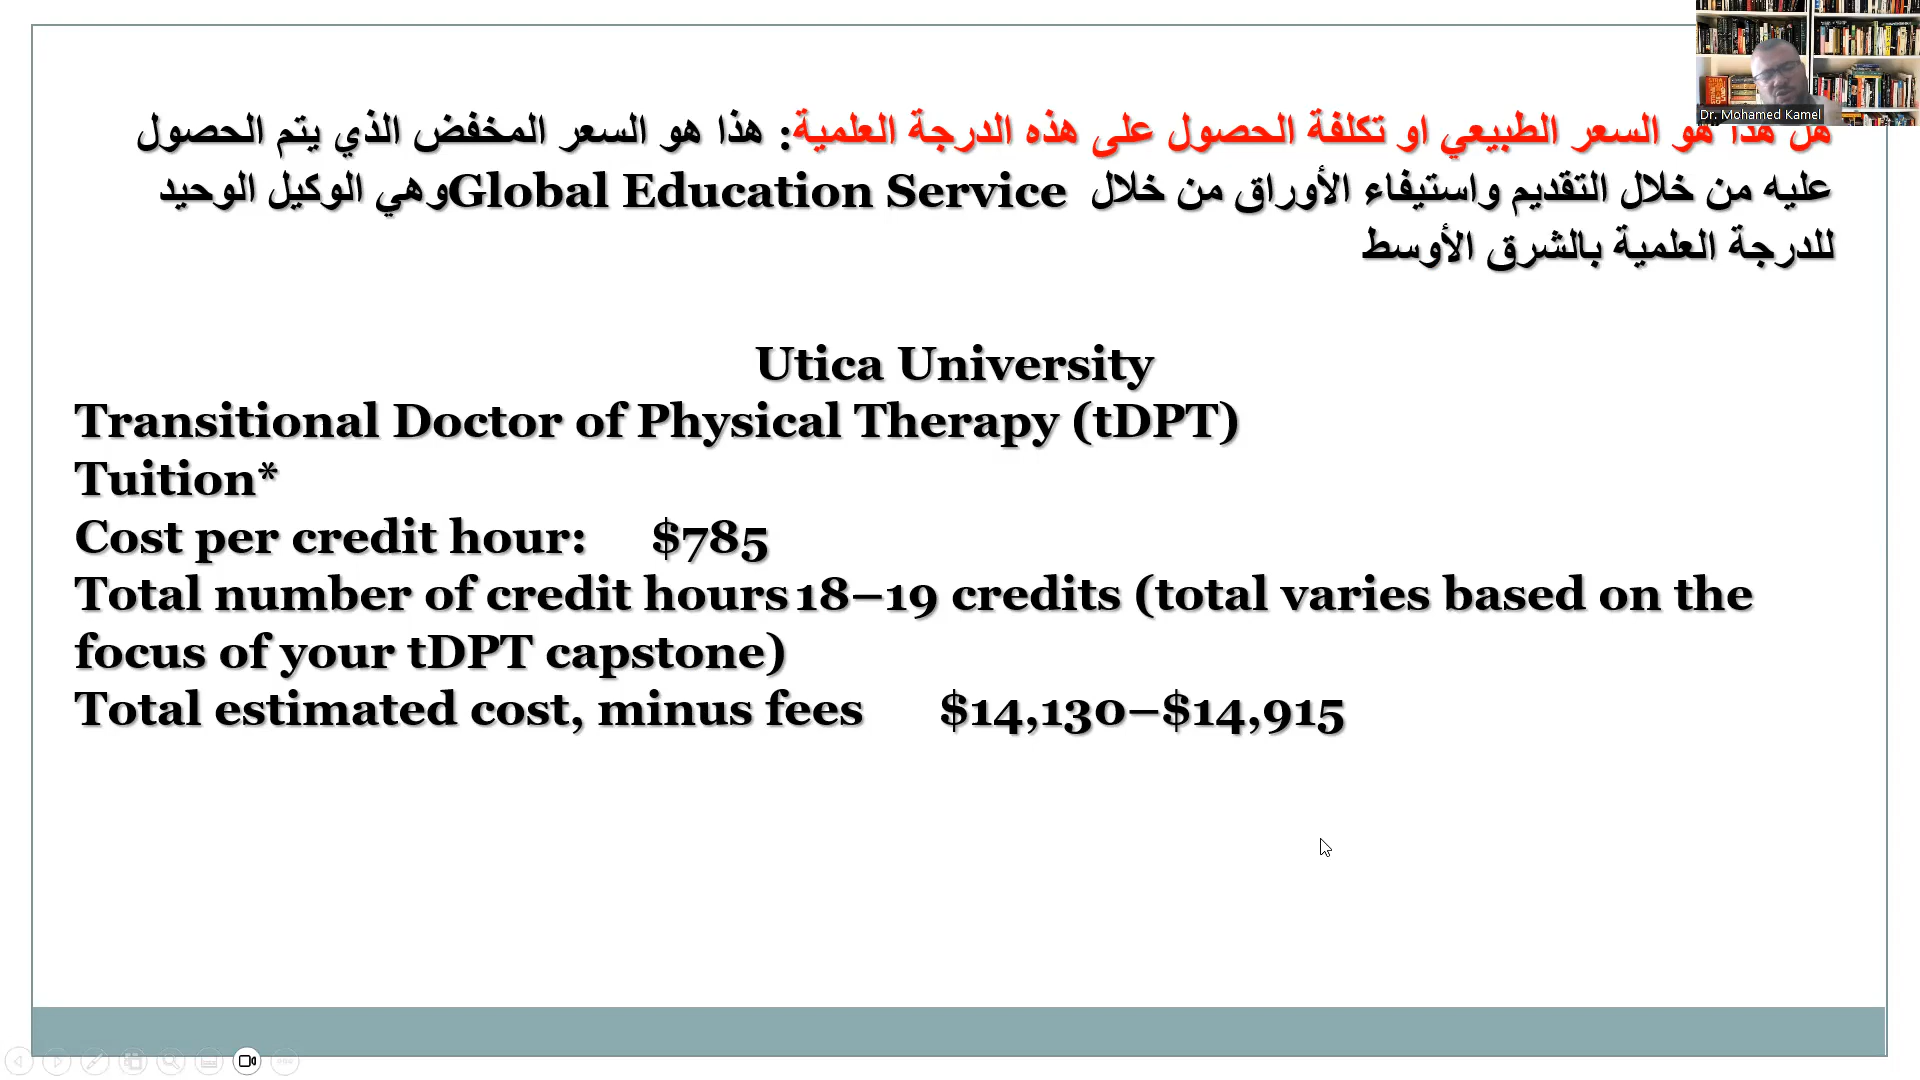 هل هذا هو السعر الطبيعي او تكلفة الحصول على هذه الدرجة العلمية: هذا هو السعر المخفض الذي يتم الحصول
عليه من خلال التقديم واستيفاء الأوراق من خلال Global Education Service وهي الوكيل الوحيد
للدرجة العلمية بالشرق الأوسط
Dr. Mohamed Kamel
Utica University
Transitional Doctor of Physical Therapy (tDPT)
Tuition*
Cost per credit hour: $785
Total number of credit hours 18–19 credits (total varies based on the
focus of your tDPT capstone)
Total estimated cost, minus fees $14,130–$14,915